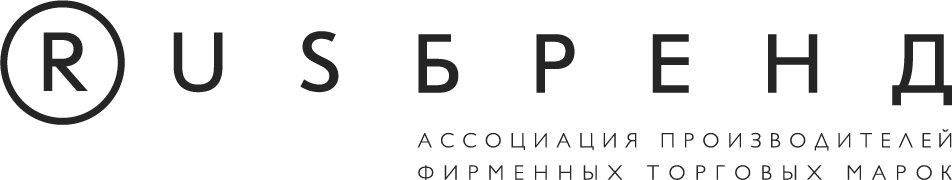 RUSБРЕНД
АССОЦИАЦИЯ ПРОИЗВОДИТЕЛЕЙ
ФИРМЕННЫХ ТОРГОВЫХ МАРОК